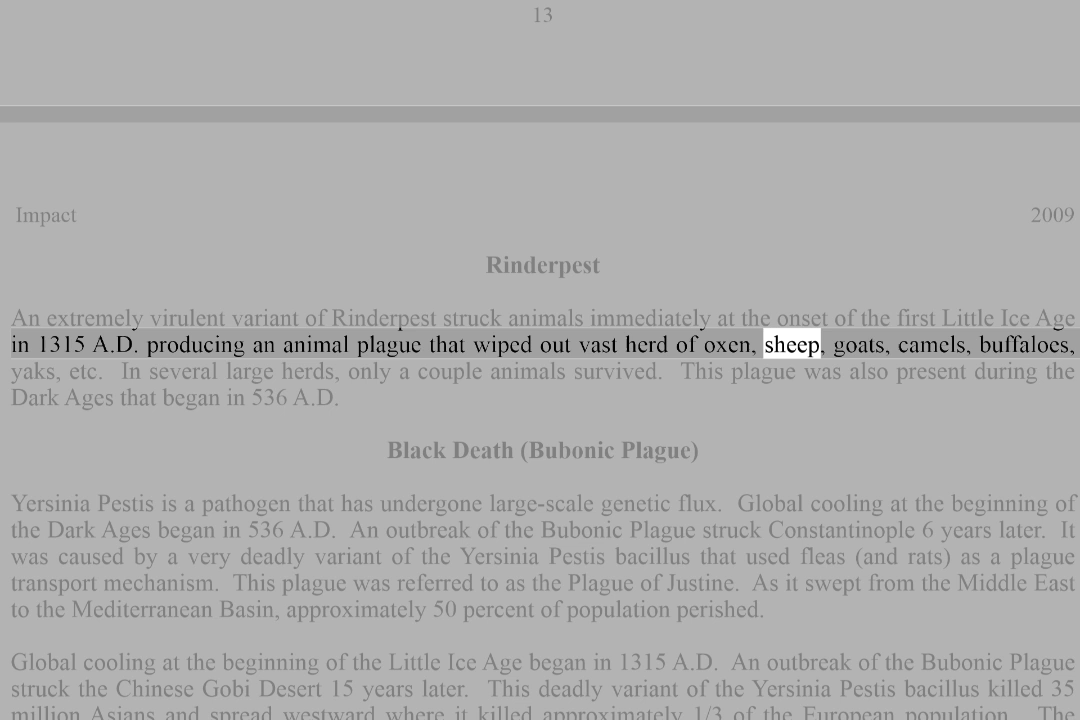 13
Impact 2009
Rinderpest
An extremely virulent variant of Rinderpest struck animals immediately at the onset of the first Little Ice Age
in 1315 A.D. producing an animal plague that wiped out vast herd of oxen, sheep, goats, camels, buffaloes,
yaks, etc. In several large herds, only a couple animals survived. This plague was also present during the
Dark Ages that began in 536 A.D.
Black Death (Bubonic Plague)
Yersinia Pestis is a pathogen that has undergone large-scale genetic flux. Global cooling at the beginning of
the Dark Ages began in 536 A.D. An outbreak of the Bubonic Plague struck Constantinople 6 years later. It
was caused by a very deadly variant of the Yersinia Pestis bacillus that used fleas (and rats) as a plague
transport mechanism. This plague was referred to as the Plague of Justine. As it swept from the Middle East
to the Mediterranean Basin, approximately 50 percent of population perished.
Global cooling at the beginning of the Little Ice Age began in 1315 A.D. An outbreak of the Bubonic Plague
struck the Chinese Gobi Desert 15 years later. This deadly variant of the Yersinia Pestis bacillus killed 35
million Asians and spread westward where it killed approximately 1/3 of the European population. The